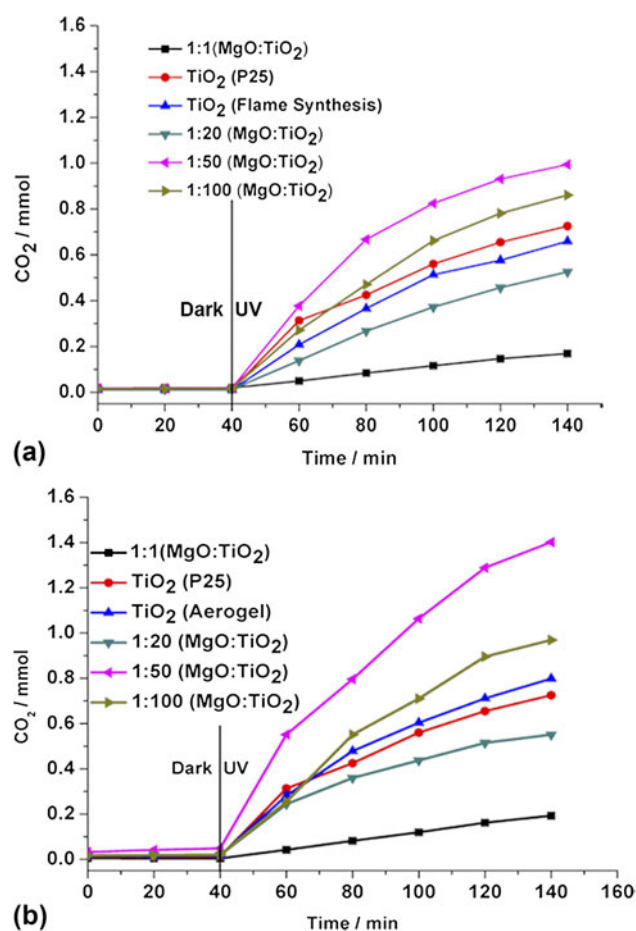 1.6
1.4
1.2
1.0
0.8
0.6
0.4
0.2
0.0
CO2 / mmol
1:1(MgO:TiO2)
TiO2 (P25)
TiO2 (Flame Synthesis)
1:20 (MgO:TiO2)
1:50 (MgO:TiO2)
1:100 (MgO:TiO2)
Dark UV
0 20 40 60 80 100 120 140
Time / min
(a)
1.6
1.4
1.2
1.0
0.8
0.6
0.4
0.2
0.0
CO2 / mmol
1:1(MgO:TiO2)
TiO2 (P25)
TiO2 (Aerogel)
1:20 (MgO:TiO2)
1:50 (MgO:TiO2)
1:100 (MgO:TiO2)
Dark UV
0 20 40 60 80 100 120 140 160
Time / min
(b)